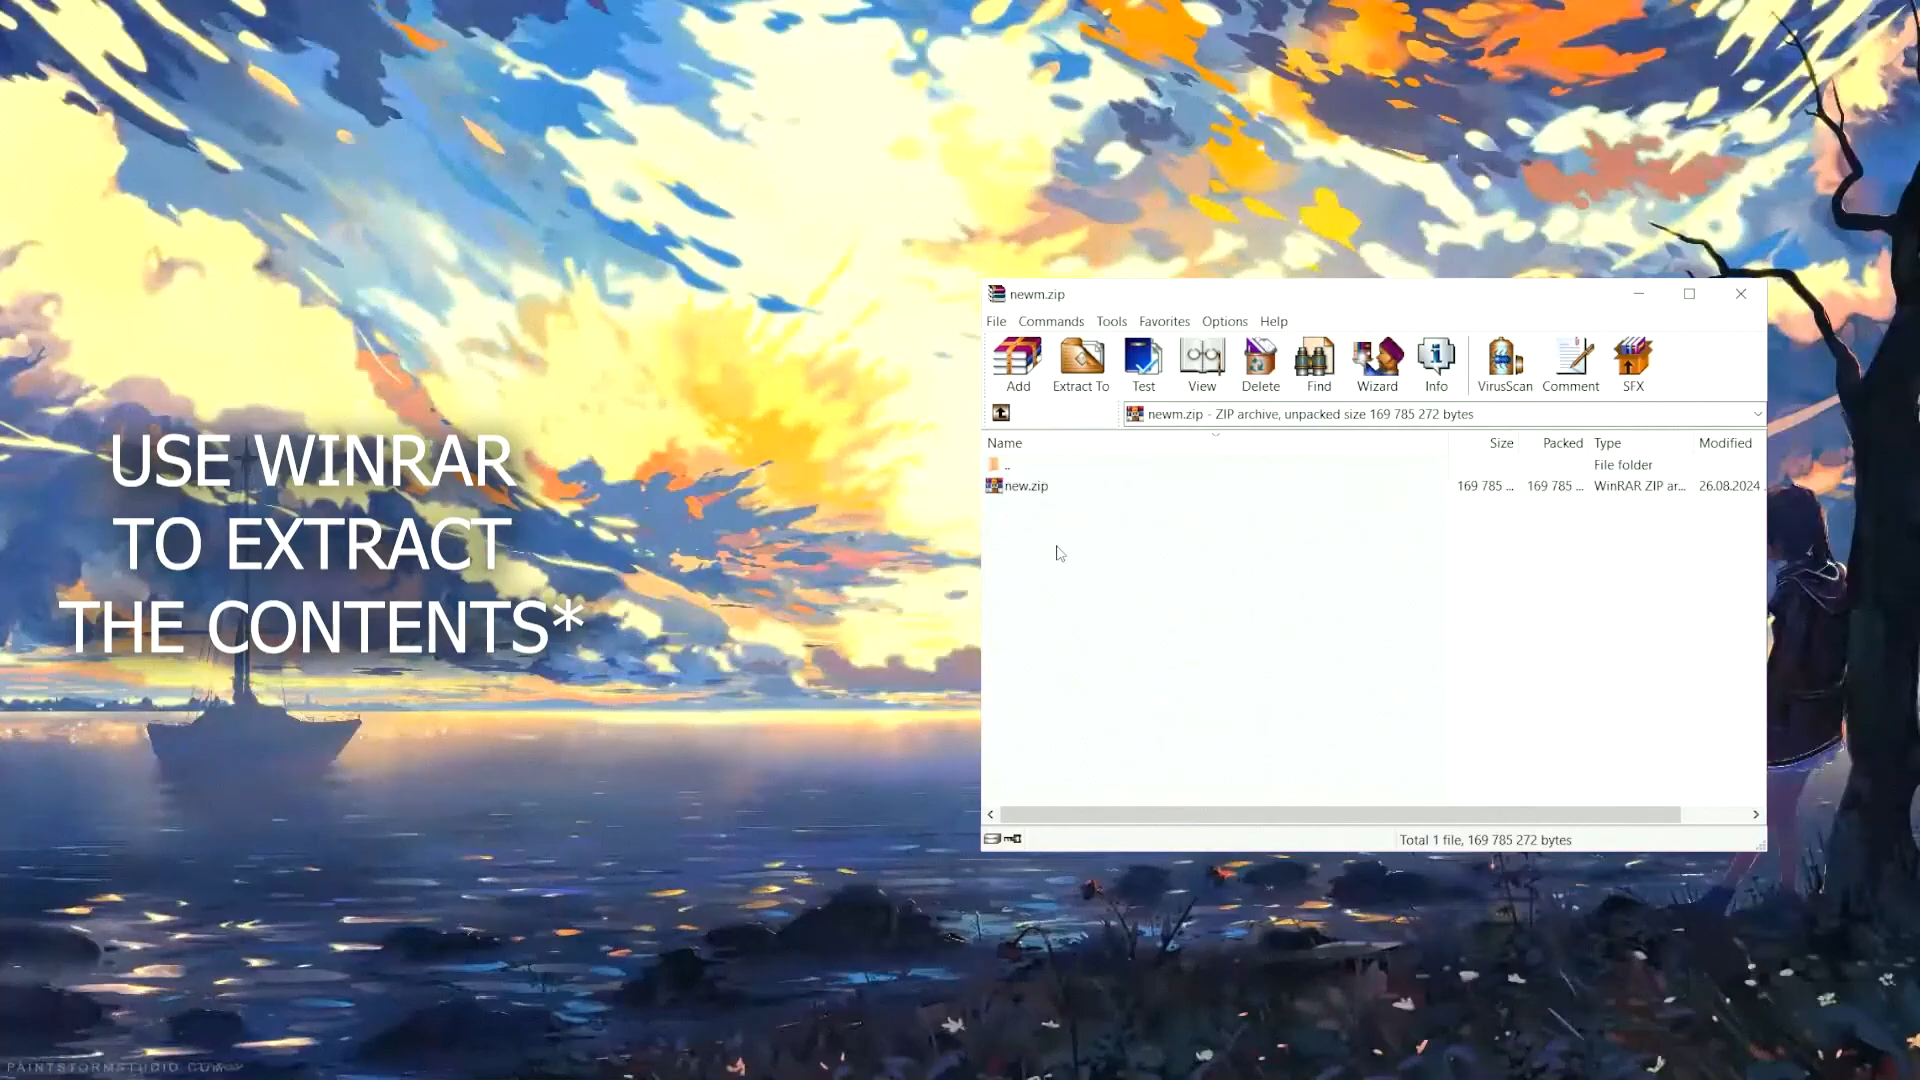 USE WINRAR
TO EXTRACT
THE CONTENTS*
newm.zip
File Commands Tools Favorites Options Help
Add Extract To Test View Delete Find Wizard Info VirusScan Comment SFX
newm.zip - ZIP archive, unpacked size 169 785 272 bytes
Name Size Packed Type Modified
.. File folder
new.zip 169 785 ... 169 785 ... WinRAR ZIP ar... 26.08.2024
Total 1 file, 169 785 272 bytes
PAINTSTORMSTUDIO.COM